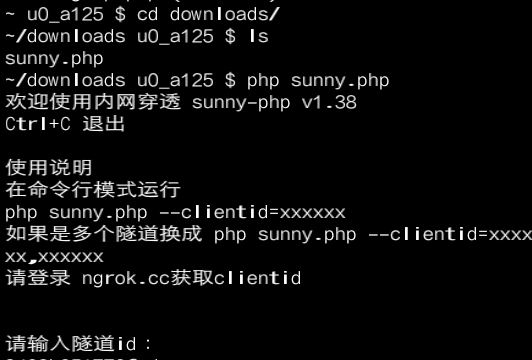 ~ u0_a125 $ cd downloads/
~/downloads u0_a125 $ ls
sunny.php
~/downloads u0_a125 $ php sunny.php
欢迎使用内网穿透 sunny-php v1.38
Ctrl+C 退出
使用说明
在命令行模式运行
php sunny.php --clientid=xxxxxx
如果是多个隧道换成 php sunny.php --clientid=xxxx
xx,xxxxxx
请登录 ngrok.cc获取clientid
请输入隧道id：